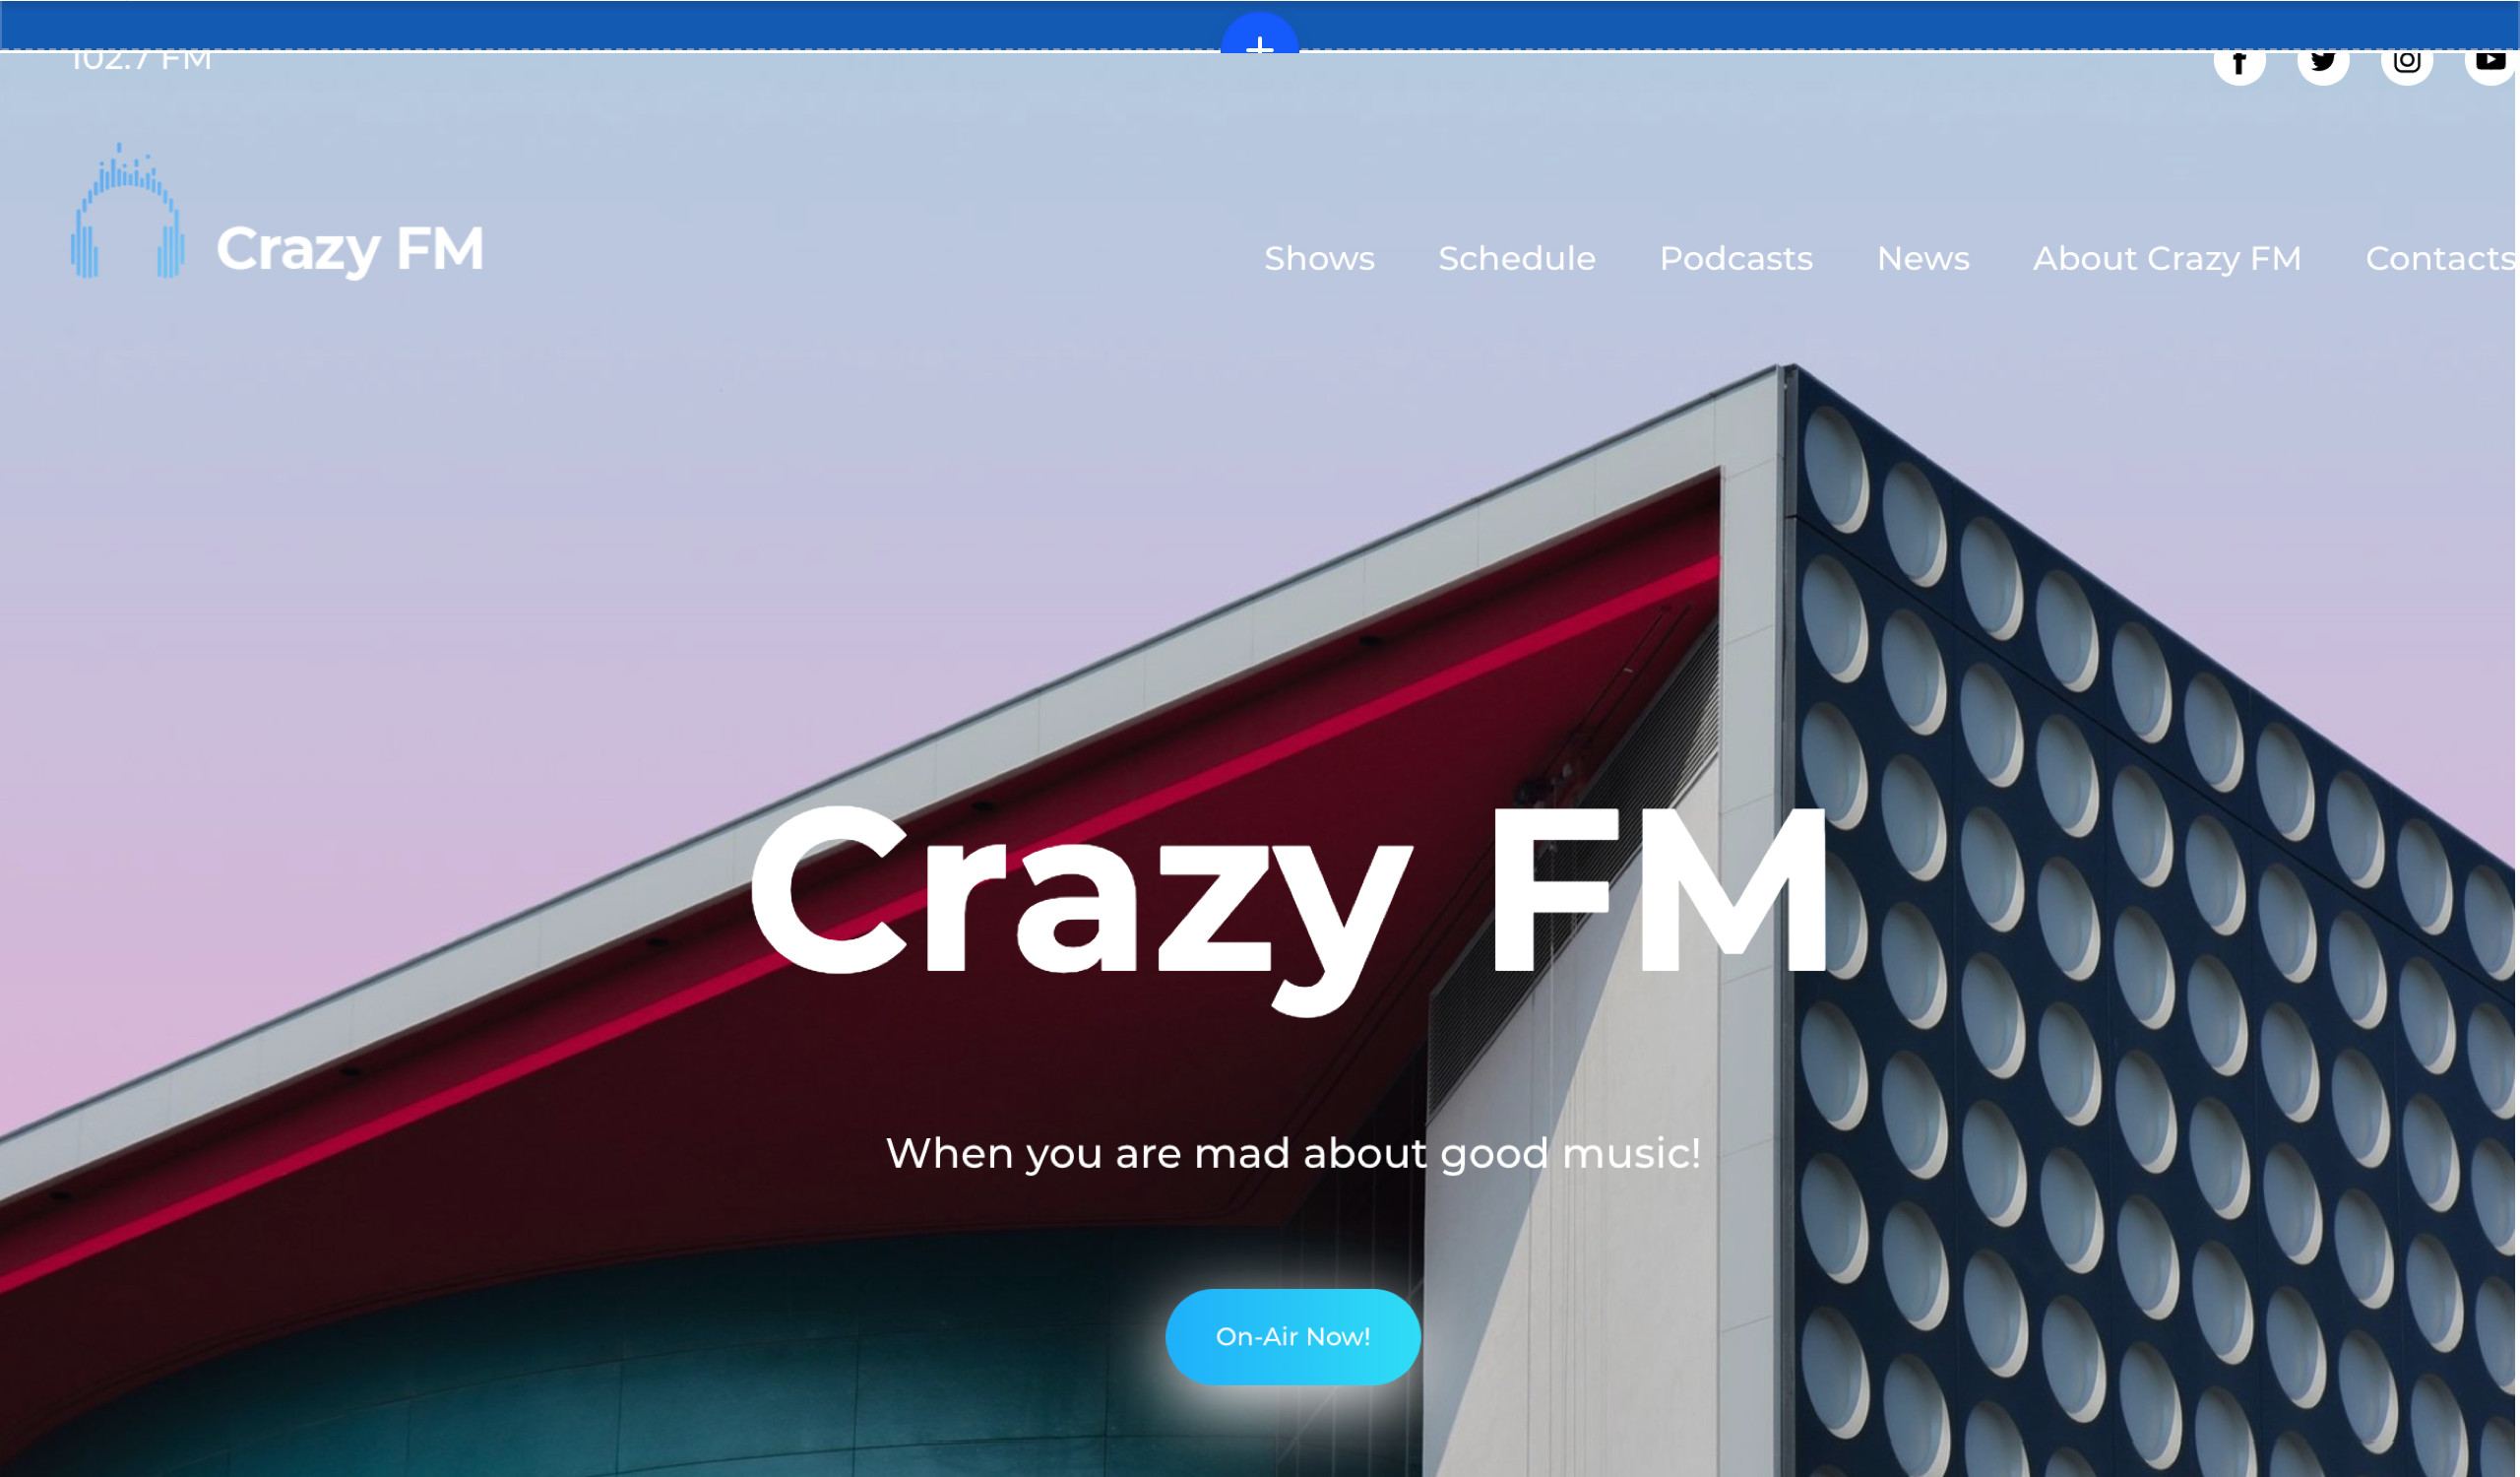 102.7 FM
Crazy FM
Shows Schedule Podcasts News About Crazy FM Contacts
Crazy FM
When you are mad about good music!
On-Air Now!